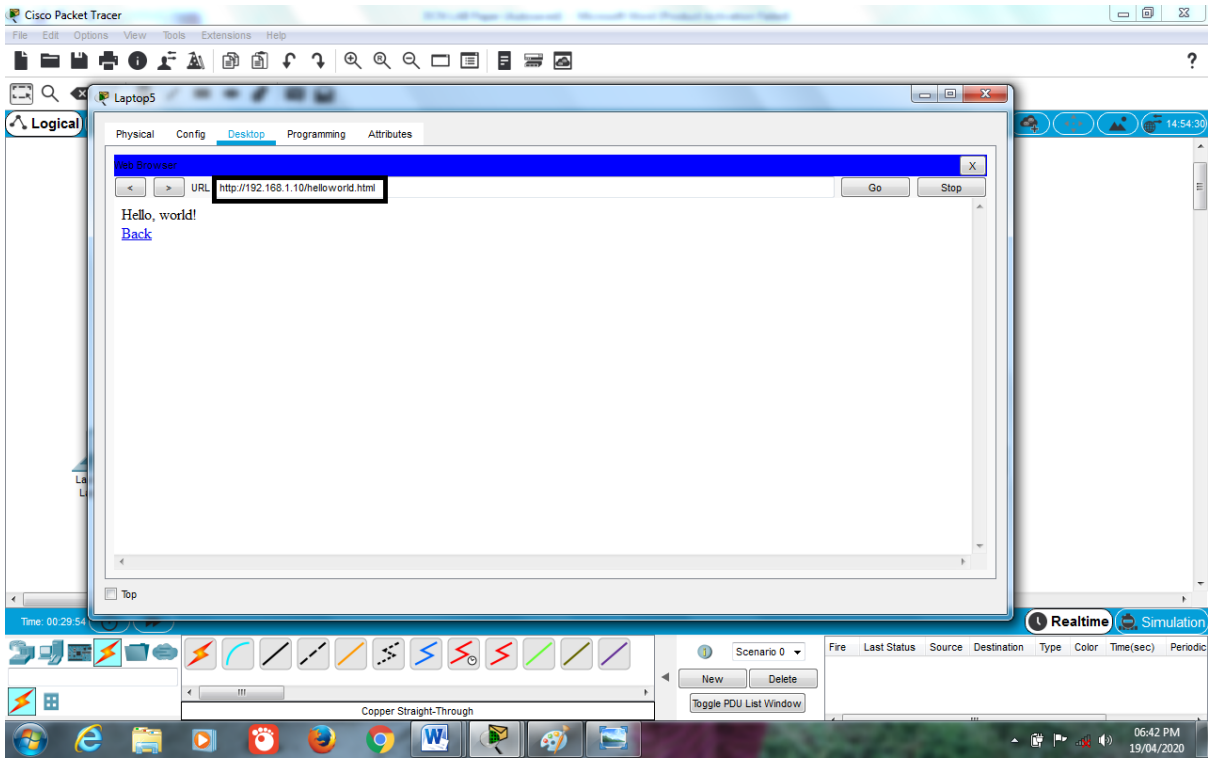 Cisco Packet Tracer
File Edit Options View Tools Extensions Help
?
Laptop5
Logical
14:54:30
Physical Config Desktop Programming Attributes
Web Browser
X
< > URL http://192.168.1.10/helloworld.html Go Stop
Hello, world!
Back
La
Top
Time: 00:29:54
Realtime Simulation
Scenario 0
Fire Last Status Source Destination Type Color Time(sec) Periodic
New Delete
Toggle PDU List Window
Copper Straight-Through
06:42 PM
19/04/2020